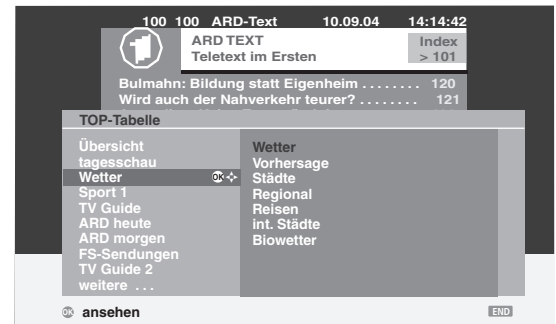 100 100 ARD-Text 10.09.04 14:14:42
ARD TEXT Index
Teletext im Ersten > 101
Bulmahn: Bildung statt Eigenheim . . . . . . . . 120
Wird auch der Nahverkehr teurer? . . . . . . . . 121
TOP-Tabelle
Übersicht Wetter
tagesschau Vorhersage
Wetter OK Städte
Sport 1 Regional
TV Guide Reisen
ARD heute int. Städte
ARD morgen Biowetter
FS-Sendungen
TV Guide 2
weitere . . .
OK ansehen END